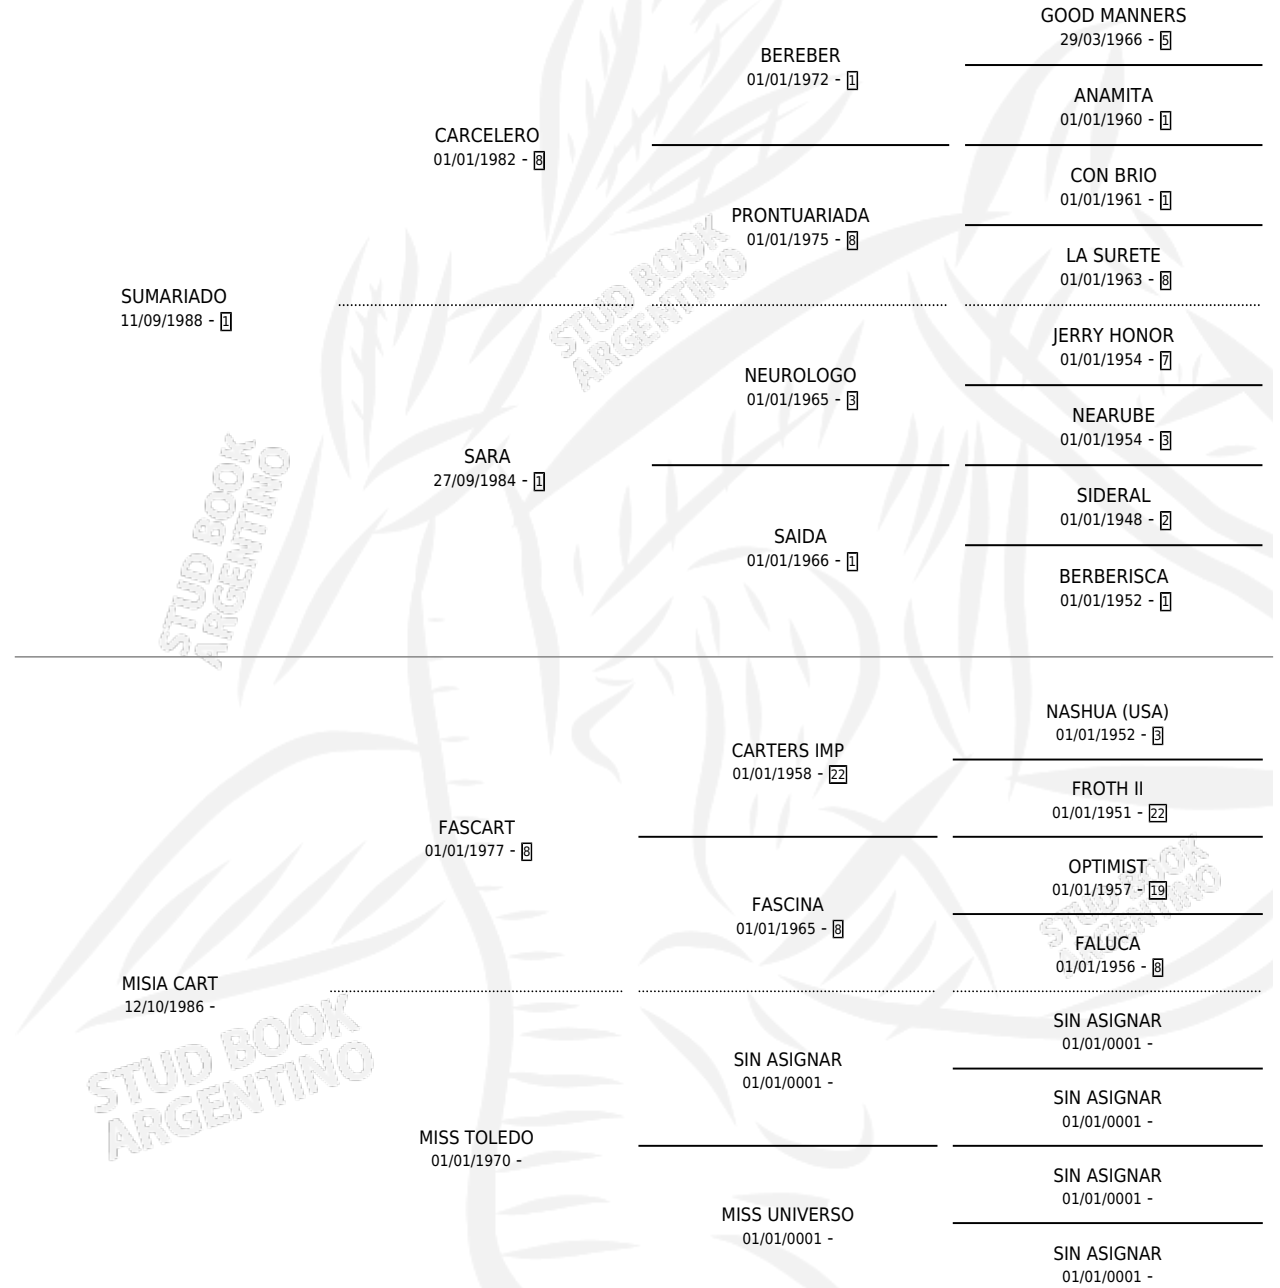 GOOD MANNERS
29/03/1966 - 5
BEREBER
01/01/1972 - 1
ANAMITA
01/01/1960 - 1
CARCELERO
01/01/1982 - 8
CON BRIO
01/01/1961 - 1
PRONTUARIADA
01/01/1975 - 8
LA SURETE
01/01/1963 - 8
SUMARIADO
11/09/1988 - 1
JERRY HONOR
01/01/1954 - 7
NEUROLOGO
01/01/1965 - 3
NEARUBE
01/01/1954 - 3
SARA
27/09/1984 - 1
SIDERAL
01/01/1948 - 2
SAIDA
01/01/1966 - 1
BERBERISCA
01/01/1952 - 1
STUD BOOK
ARGENTINO
STUD BOOK
ARGENTINO
NASHUA (USA)
01/01/1952 - 3
CARTERS IMP
01/01/1958 - 22
FROTH II
01/01/1951 - 22
FASCART
01/01/1977 - 8
OPTIMIST
01/01/1957 - 19
FASCINA
01/01/1965 - 8
FALUCA
01/01/1956 - 8
MISIA CART
12/10/1986 -
SIN ASIGNAR
01/01/0001 -
SIN ASIGNAR
01/01/0001 -
SIN ASIGNAR
01/01/0001 -
MISS TOLEDO
01/01/1970 -
SIN ASIGNAR
01/01/0001 -
MISS UNIVERSO
01/01/0001 -
SIN ASIGNAR
01/01/0001 -
STUD BOOK
ARGENTINO
STUD BOOK
ARGENTINO